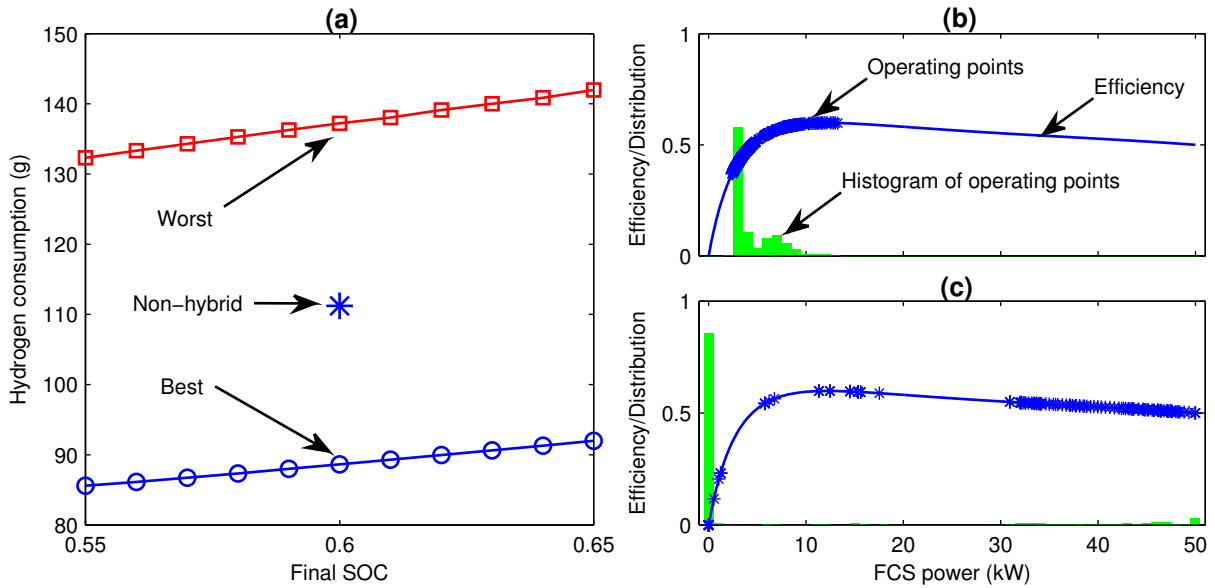 (a)
150
140
130
120
110
100
90
80
0.55
0.6
0.65
Hydrogen consumption (g)
Final SOC
Worst
Non−hybrid
Best
(b)
1
0.5
0
Efficiency/Distribution
Operating points
Efficiency
Histogram of operating points
(c)
1
0.5
0
Efficiency/Distribution
0
10
20
30
40
50
FCS power (kW)